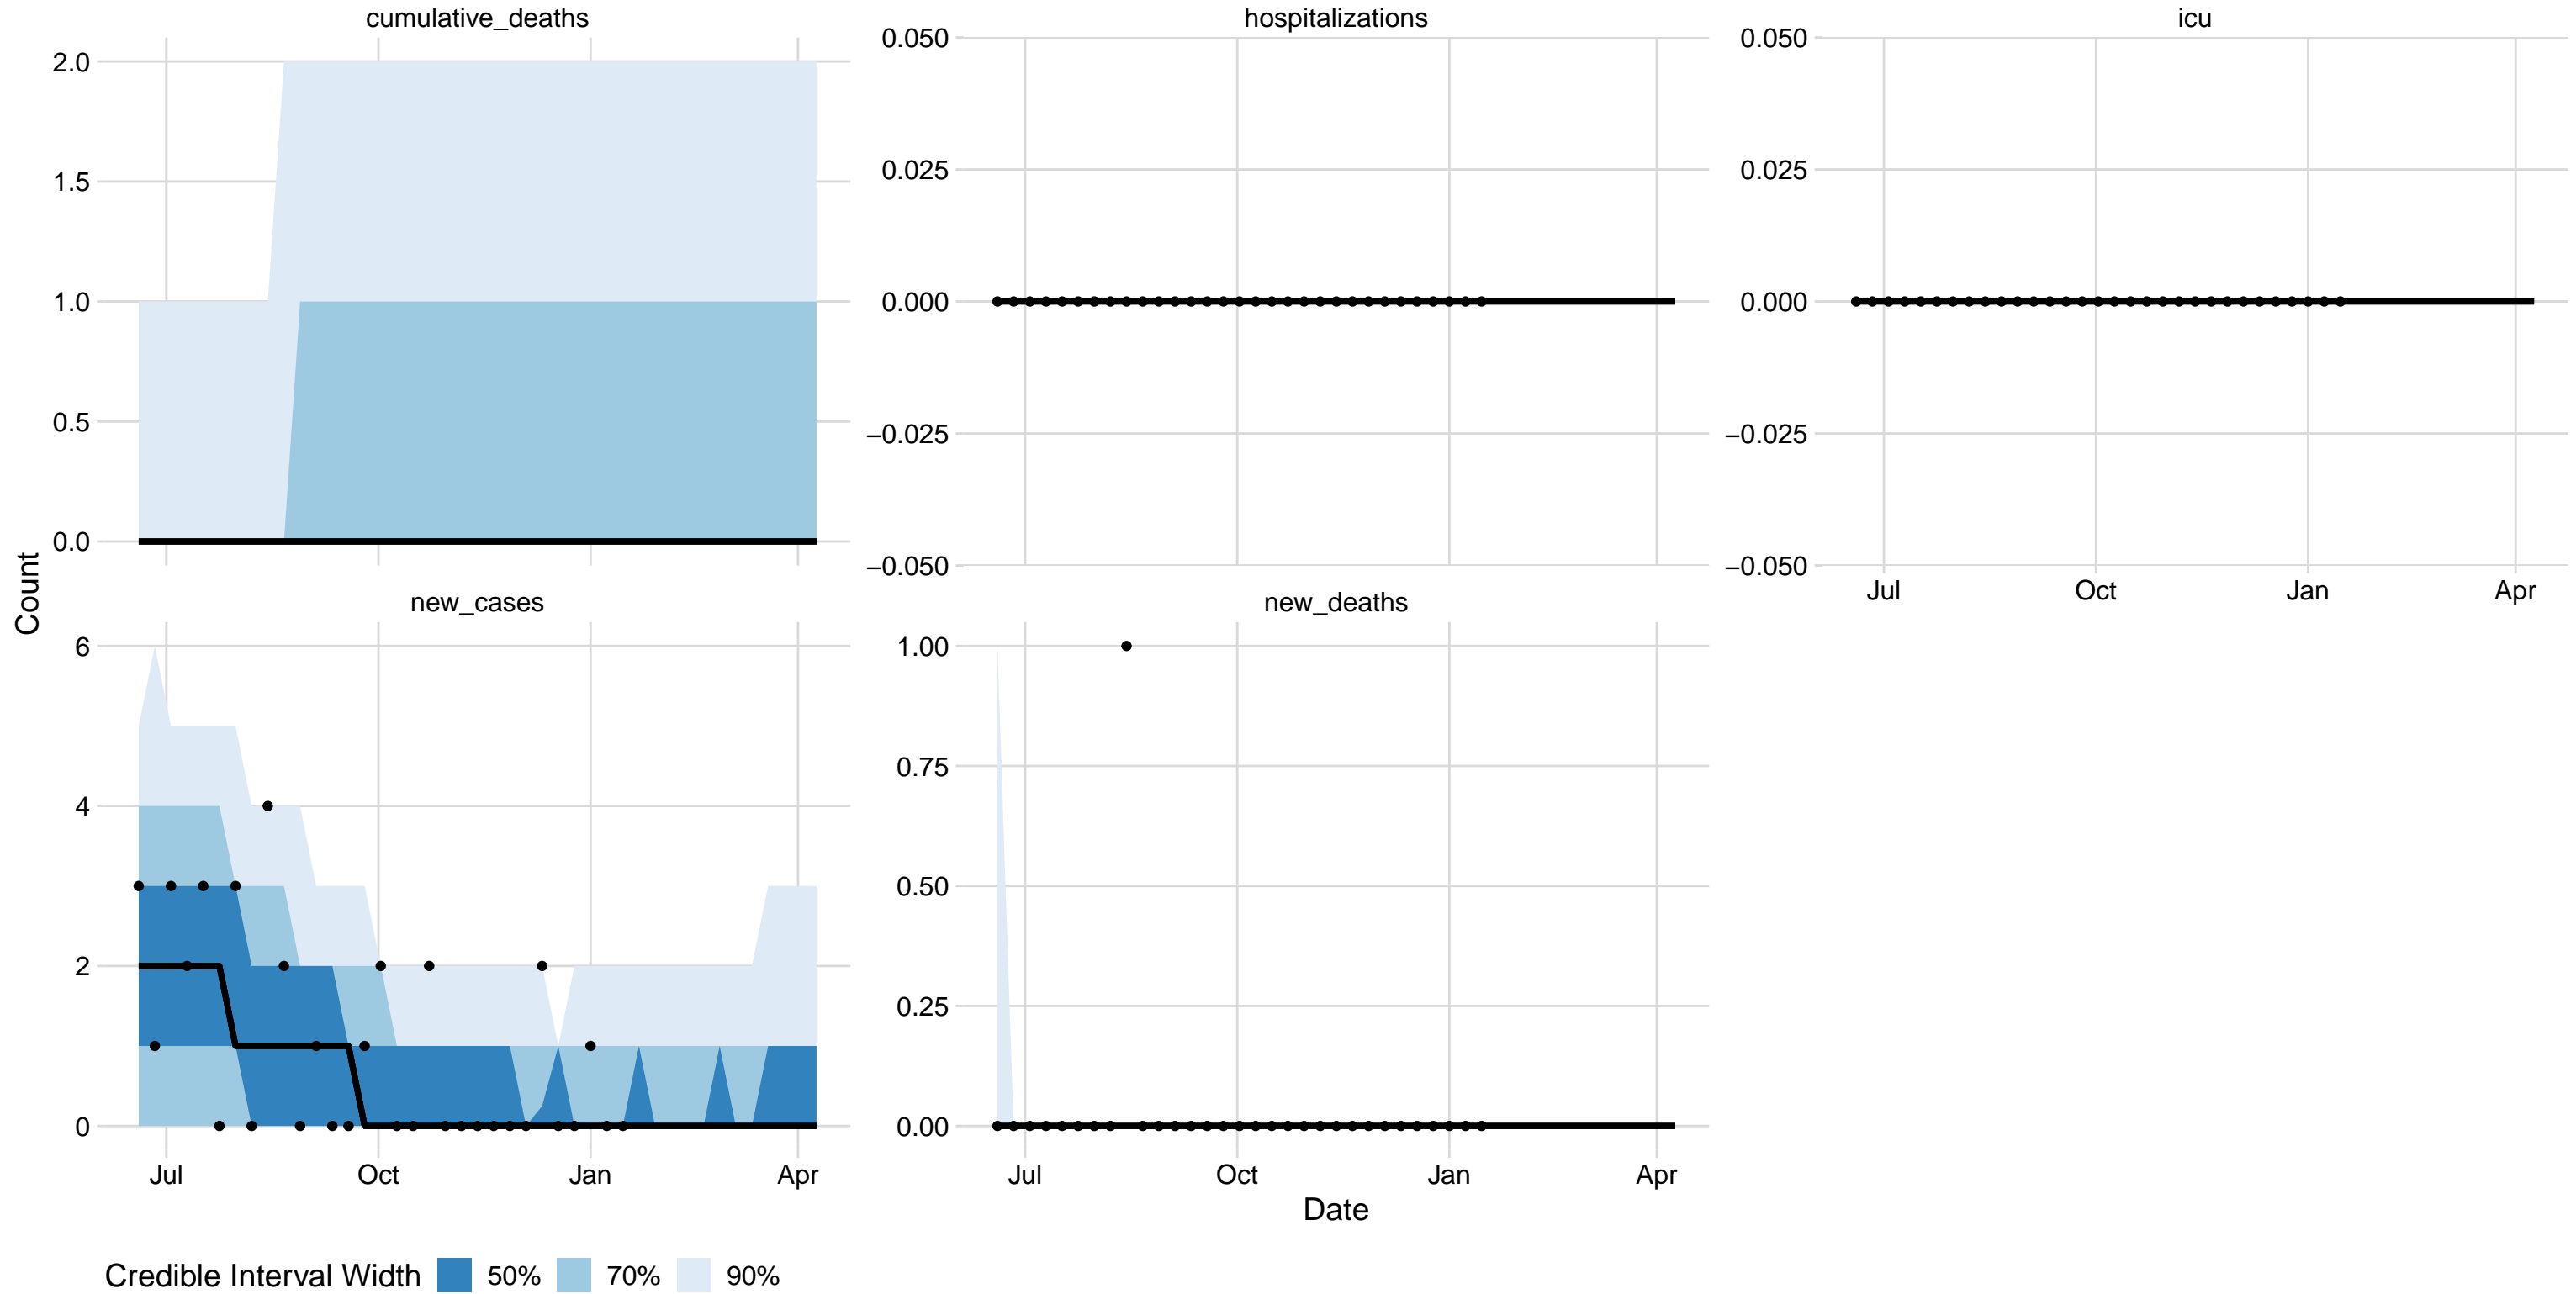 cumulative_deaths
hospitalizations
icu
2.0
1.5
1.0
0.5
0.0
0.050
0.025
0.000
−0.025
−0.050
0.050
0.025
0.000
−0.025
−0.050
Jul Oct Jan Apr
Count
new_cases
new_deaths
6
4
2
0
Jul Oct Jan Apr
1.00
0.75
0.50
0.25
0.00
Jul Oct Jan Apr
Date
Credible Interval Width 50% 70% 90%